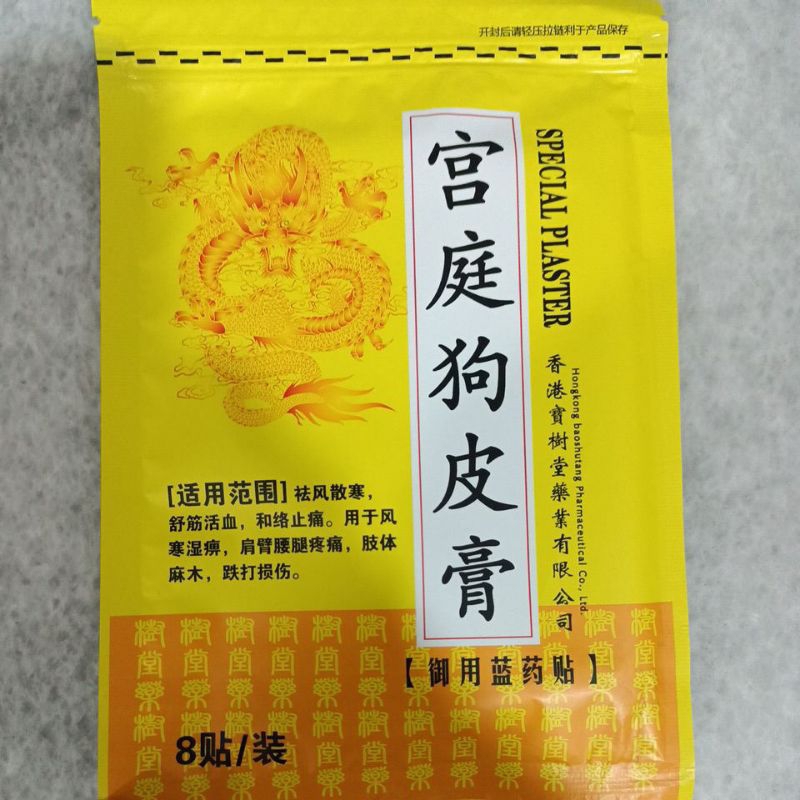 开封后请轻压拉链利于产品保存
宫庭狗皮膏
SPECIAL PLASTER
香港寳樹堂藥業有限公司
Hongkong baoshutang Pharmaceutical Co., Ltd.
[适用范围] 祛风散寒，
舒筋活血，和络止痛。用于风
寒湿痹，肩臂腰腿疼痛，肢体
麻木，跌打损伤。
【御用蓝药贴】
8贴/装